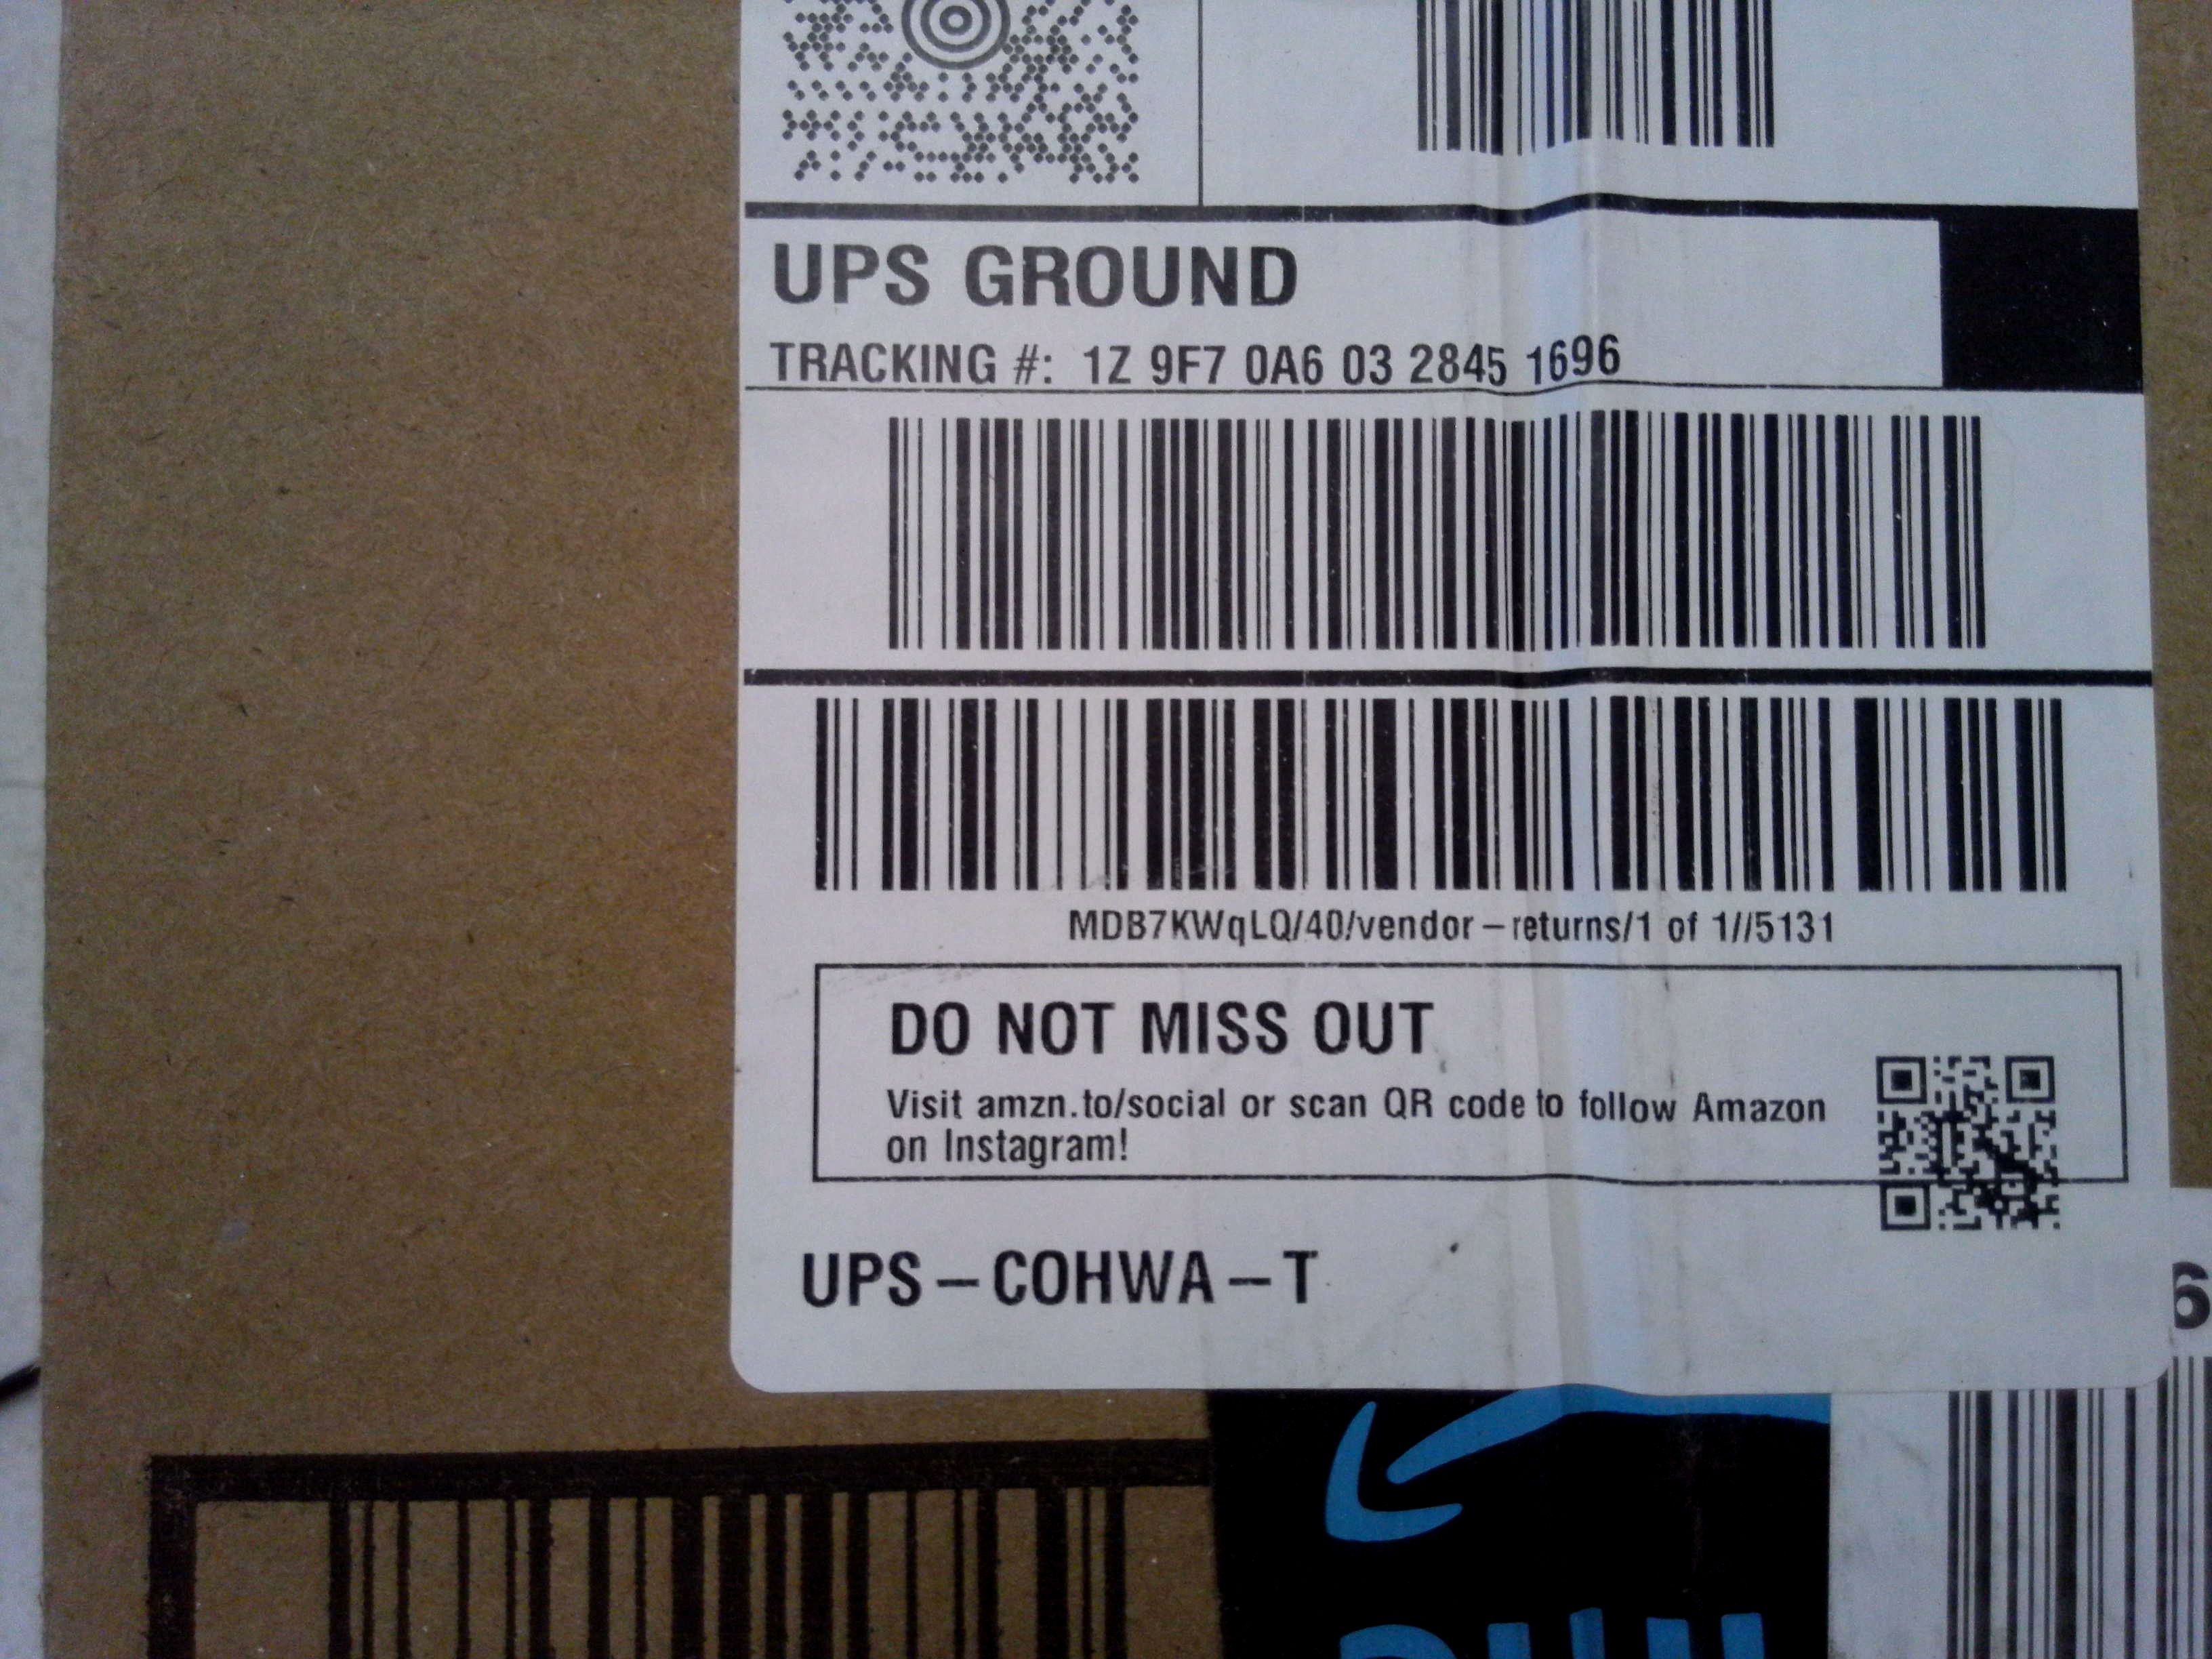 UPS GROUND
TRACKING #: 1Z 9F7 0A6 03 2845 1696
MDB7KWqLQ/40/vendor-returns/1 of 1//5131
DO NOT MISS OUT
Visit amzn.to/social or scan QR code to follow Amazon
on Instagram!
UPS-COHWA-T
6